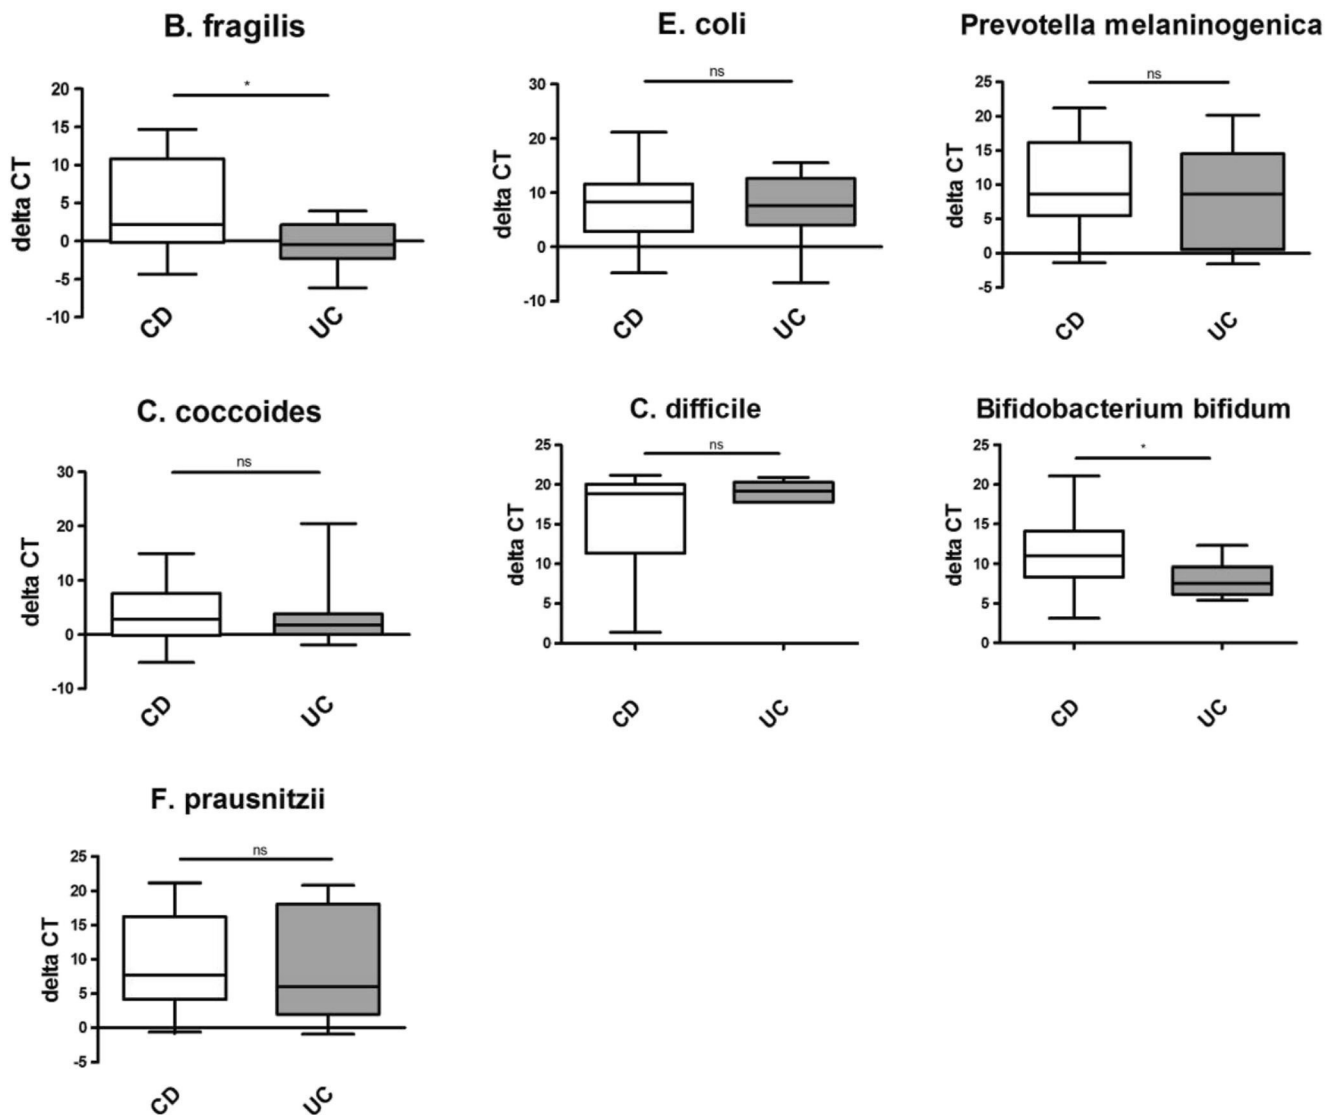 B. fragilis
*
20
15
10
5
0
-5
-10
delta CT
CD
UC
E. coli
ns
30
20
10
0
-10
delta CT
CD
UC
Prevotella melaninogenica
ns
25
20
15
10
5
0
-5
delta CT
CD
UC
C. coccoides
ns
30
20
10
0
-10
delta CT
CD
UC
C. difficile
ns
25
20
15
10
5
0
delta CT
CD
UC
Bifidobacterium bifidum
*
25
20
15
10
5
0
delta CT
CD
UC
F. prausnitzii
ns
25
20
15
10
5
0
-5
delta CT
CD
UC